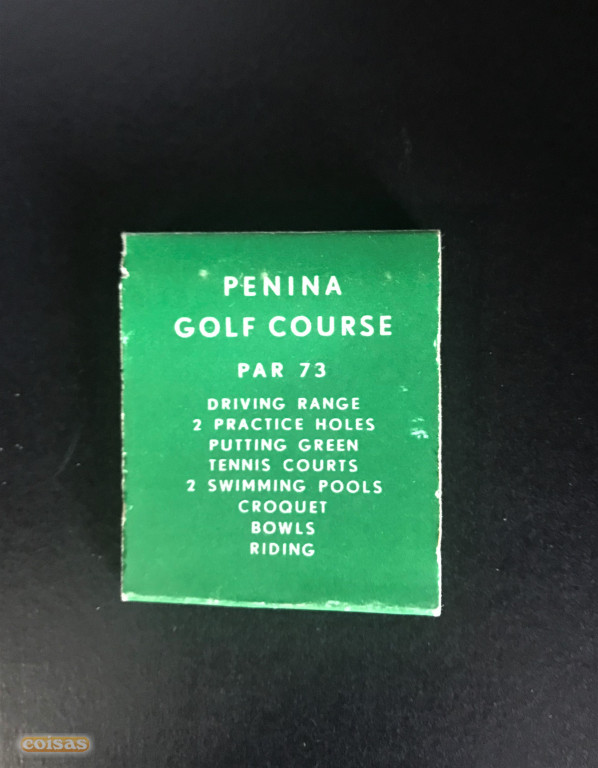 PENINA
GOLF COURSE
PAR 73
DRIVING RANGE
2 PRACTICE HOLES
PUTTING GREEN
TENNIS COURTS
2 SWIMMING POOLS
CROQUET
BOWLS
RIDING
coisas